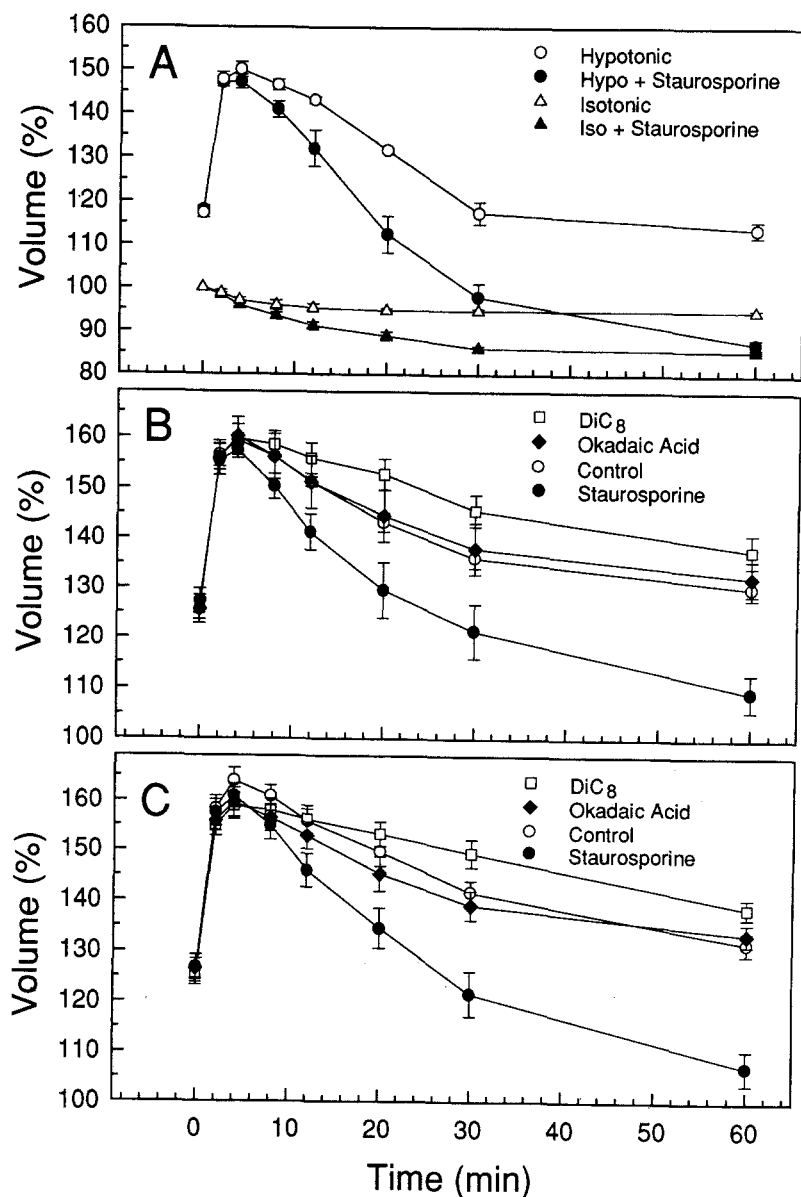 A
Hypotonic
Hypo + Staurosporine
Isotonic
Iso + Staurosporine
Volume (%)
160
150
140
130
120
110
100
90
80
B
DiC8
Okadaic Acid
Control
Staurosporine
Volume (%)
160
150
140
130
120
110
100
C
DiC8
Okadaic Acid
Control
Staurosporine
Volume (%)
160
150
140
130
120
110
100
0
10
20
30
40
50
60
Time (min)